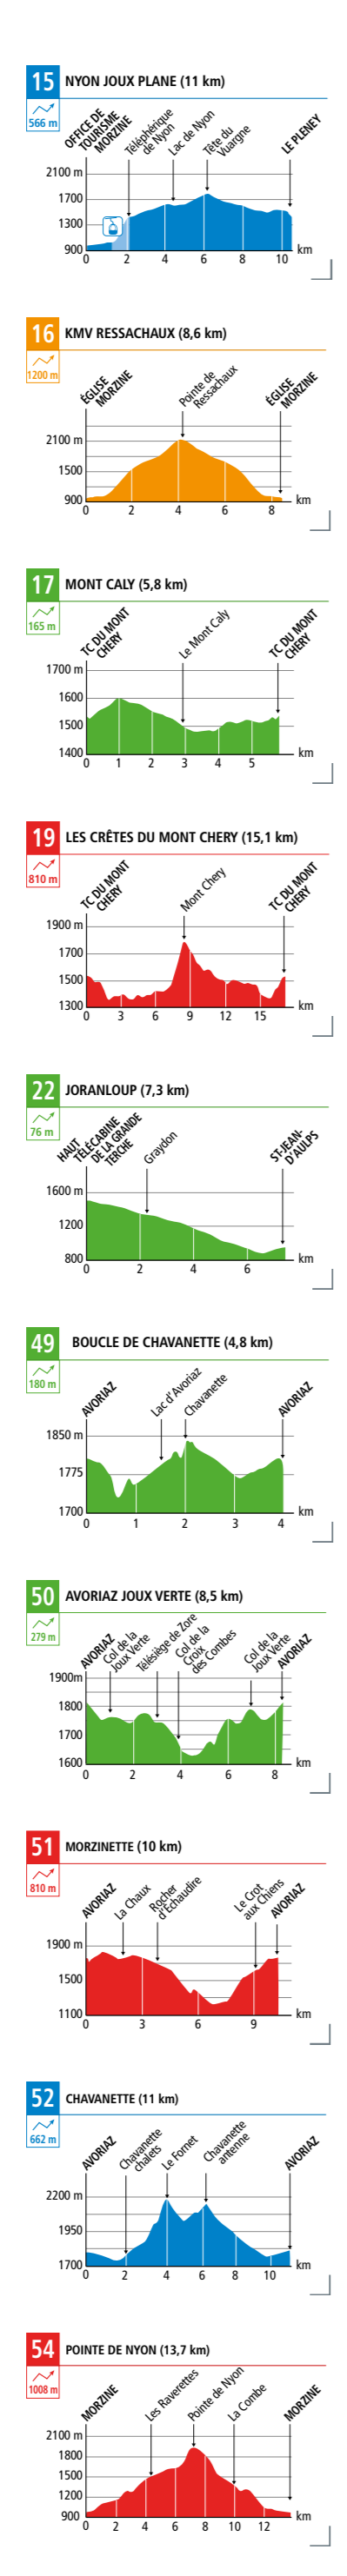 15 NYON JOUX PLANE (11 km)
566 m
OFFICE DE
TOURISME
MORZINE
Téléphérique
de Nyon
Lac de Nyon
Tête du
Vuargne
LE PLENEY
2100 m
1700
1300
900
0 2 4 6 8 10 km
16 KMV RESSACHAUX (8,6 km)
1200 m
ÉGLISE
MORZINE
Pointe de
Ressachaux
ÉGLISE
MORZINE
2100 m
1500
900
0 2 4 6 8 km
17 MONT CALY (5,8 km)
165 m
TC DU MONT
CHERY
Le Mont Caly
TC DU MONT
CHERY
1700 m
1600
1500
1400
0 1 2 3 4 5 km
19 LES CRÊTES DU MONT CHERY (15,1 km)
810 m
TC DU MONT
CHERY
Mont Chery
TC DU MONT
CHERY
1900 m
1700
1500
1300
0 3 6 9 12 15 km
22 JORANLOUP (7,3 km)
76 m
HAUT
TÉLÉCABINE
DE LA GRANDE
TERCHE
Graydon
ST-JEAN-
D'AULPS
1600 m
1200
800
0 2 4 6 km
49 BOUCLE DE CHAVANETTE (4,8 km)
180 m
AVORIAZ
Lac d'Avoriaz
Chavanette
AVORIAZ
1850 m
1775
1700
0 1 2 3 4 km
50 AVORIAZ JOUX VERTE (8,5 km)
279 m
AVORIAZ
Col de la
Joux Verte
Télésiège de Zore
Col de la
Croix
des Combes
Col de la
Joux Verte
AVORIAZ
1900m
1800
1700
1600
0 2 4 6 8 km
51 MORZINETTE (10 km)
810 m
AVORIAZ
La Chaux
Rocher
d'Échaudire
Le Crot
aux Chiens
AVORIAZ
1900 m
1500
1100
0 3 6 9 km
52 CHAVANETTE (11 km)
662 m
AVORIAZ
Chavanette
chalets
Le Fornet
Chavanette
antenne
AVORIAZ
2200 m
1950
1700
0 2 4 6 8 10 km
54 POINTE DE NYON (13,7 km)
1008 m
MORZINE
Les Raverettes
Pointe de Nyon
La Combe
MORZINE
2100 m
1800
1500
1200
900
0 2 4 6 8 10 12 km